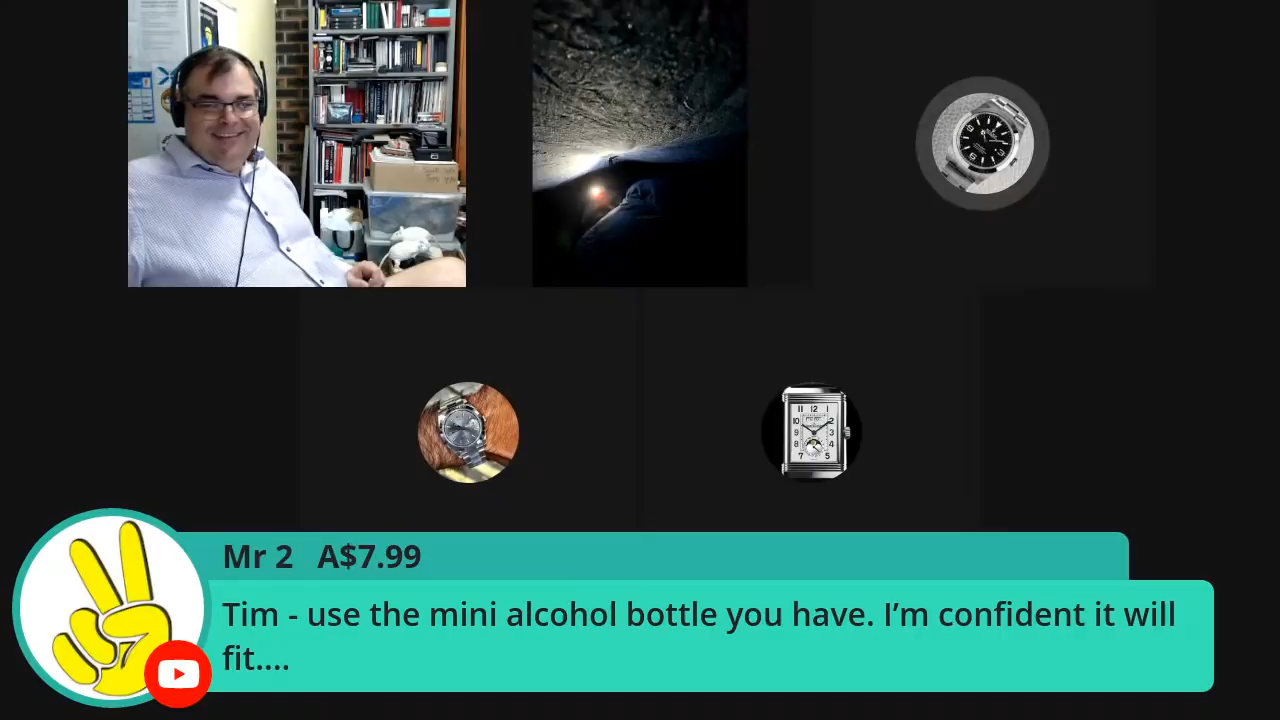 Mr 2 A$7.99
Tim - use the mini alcohol bottle you have. I’m confident it will
fit....